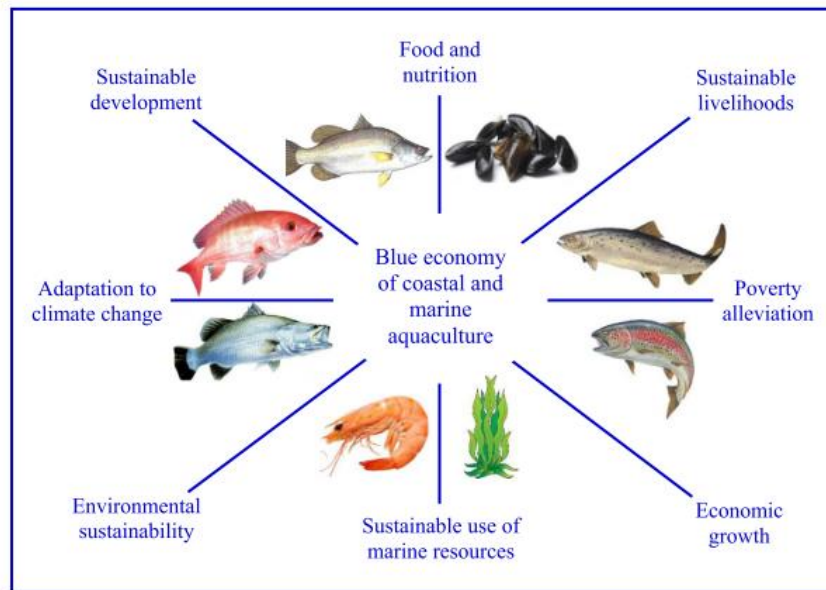 Food and
nutrition
Sustainable
development
Sustainable
livelihoods
Blue economy
of coastal and
marine
aquaculture
Adaptation to
climate change
Poverty
alleviation
Environmental
sustainability
Sustainable use of
marine resources
Economic
growth